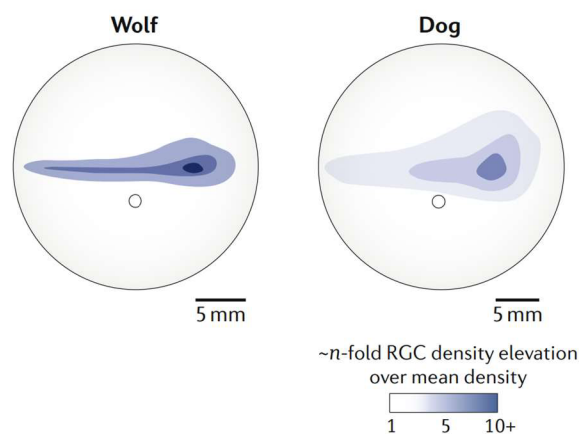 Wolf
Dog
5 mm
5 mm
~n-fold RGC density elevation
over mean density
1 5 10+